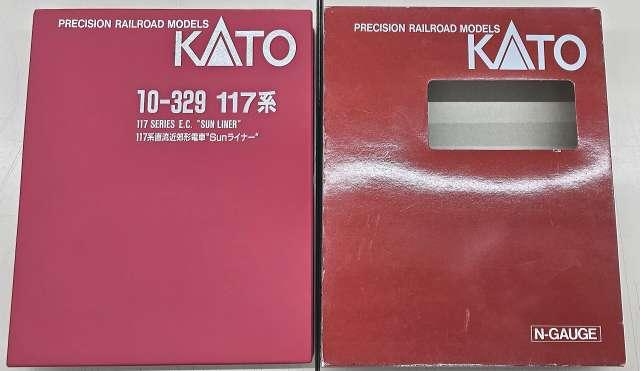 PRECISION RAILROAD MODELS
KATO
10-329 117系
117 SERIES E.C. "SUN LINER"
117系直流近郊形電車"Sunライナー"
PRECISION RAILROAD MODELS
KATO
N-GAUGE